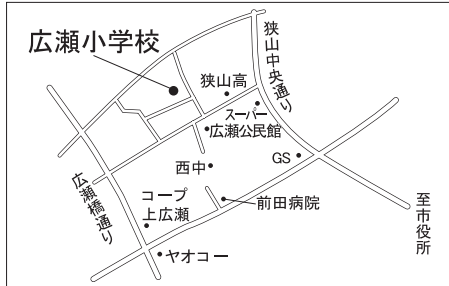 広瀬小学校
狭山中央通り
狭山高
スーパー
広瀬公民館
西中
GS
広瀬橋通り
コープ
上広瀬
前田病院
至市役所
ヤオコー